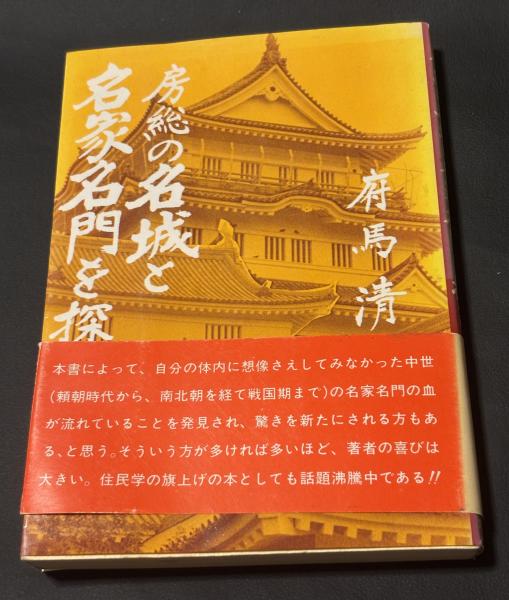 房総の名城と
名家名門を探
府馬清
本書によって、自分の体内に想像さえしてみなかった中世
(頼朝時代から、南北朝を経て戦国期まで)の名家名門の血
が流れていることを発見され、驚きを新たにされる方もあ
る、と思う。そういう方が多ければ多いほど、著者の喜びは
大きい。住民学の旗上げの本としても話題沸騰中である!!